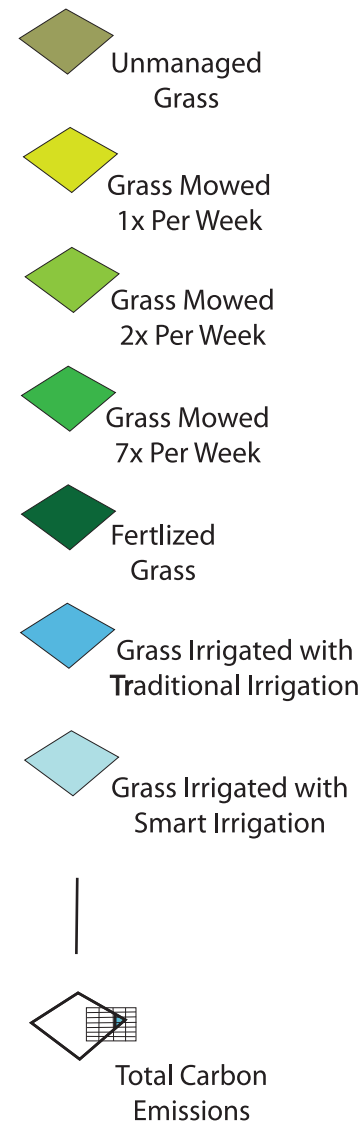 Unmanaged
Grass
Grass Mowed
1x Per Week
Grass Mowed
2x Per Week
Grass Mowed
7x Per Week
Fertlized
Grass
Grass Irrigated with
Traditional Irrigation
Grass Irrigated with
Smart Irrigation
Total Carbon
Emissions